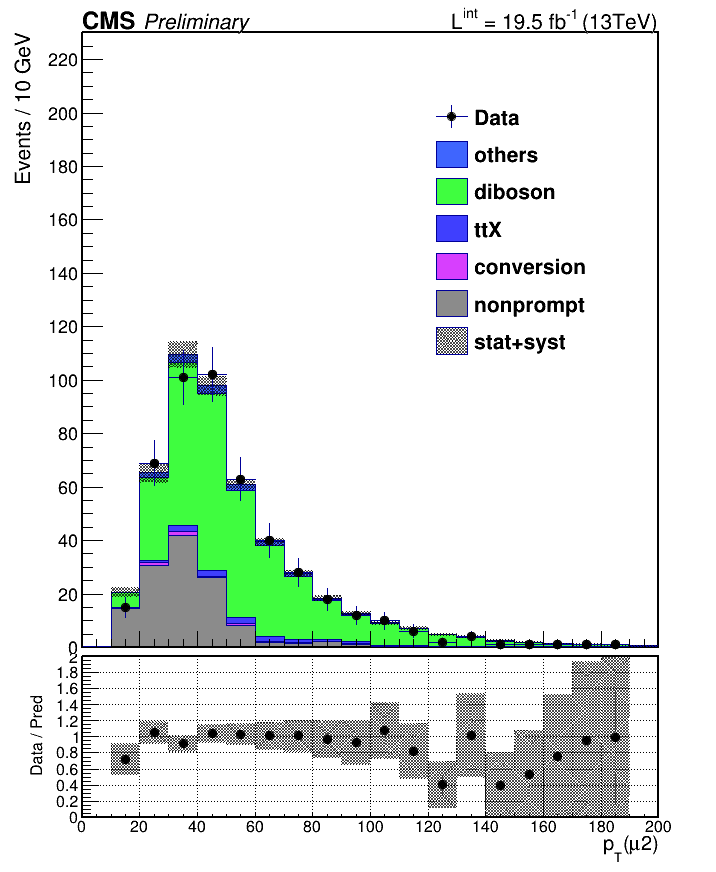 CMS Preliminary L^int = 19.5 fb^-1 (13TeV)
Events / 10 GeV
220
200
180
160
140
120
100
80
60
40
20
0
Data
others
diboson
ttX
conversion
nonprompt
stat+syst
Data / Pred
2
1.8
1.6
1.4
1.2
1
0.8
0.6
0.4
0.2
0
0 20 40 60 80 100 120 140 160 180 200
p_T(μ2)